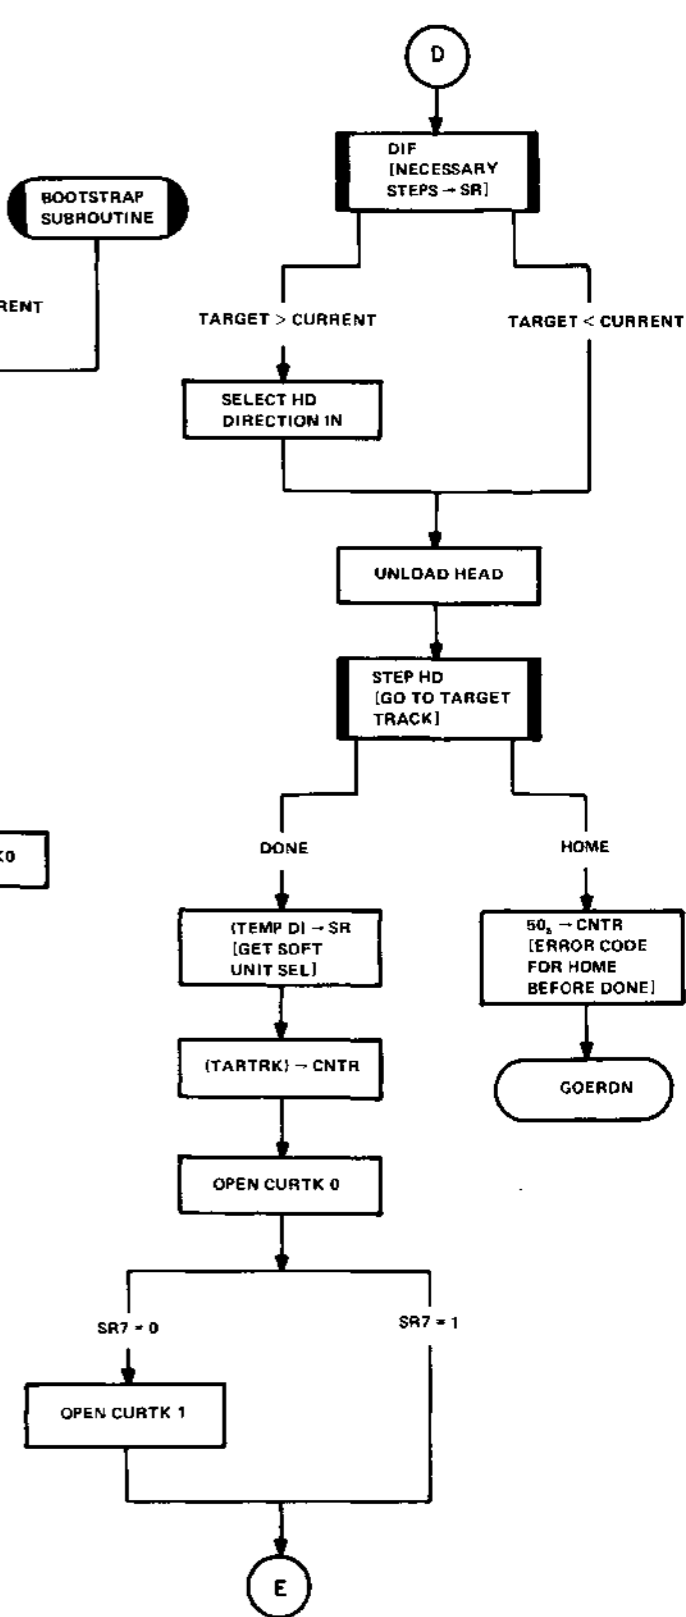 D
DIF
[NECESSARY
STEPS → SR]
BOOTSTRAP
SUBROUTINE
RENT
TARGET > CURRENT
TARGET < CURRENT
SELECT HD
DIRECTION IN
UNLOAD HEAD
STEP HD
[GO TO TARGET
TRACK]
DONE
HOME
K0
(TEMP D) → SR
[GET SOFT
UNIT SEL]
50₈ → CNTR
[ERROR CODE
FOR HOME
BEFORE DONE]
(TARTRK) → CNTR
GOERDN
OPEN CURTK 0
SR7 = 0
SR7 = 1
OPEN CURTK 1
E